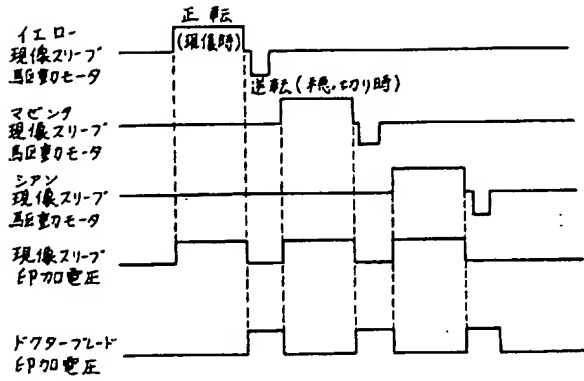 正転
イエロー
現像スリーブ
駆動モータ
(現像時)
逆転(穂切り時)
マゼンタ
現像スリーブ
駆動モータ
シアン
現像スリーブ
駆動モータ
現像スリーブ
印加電圧
ドクターブレード
印加電圧